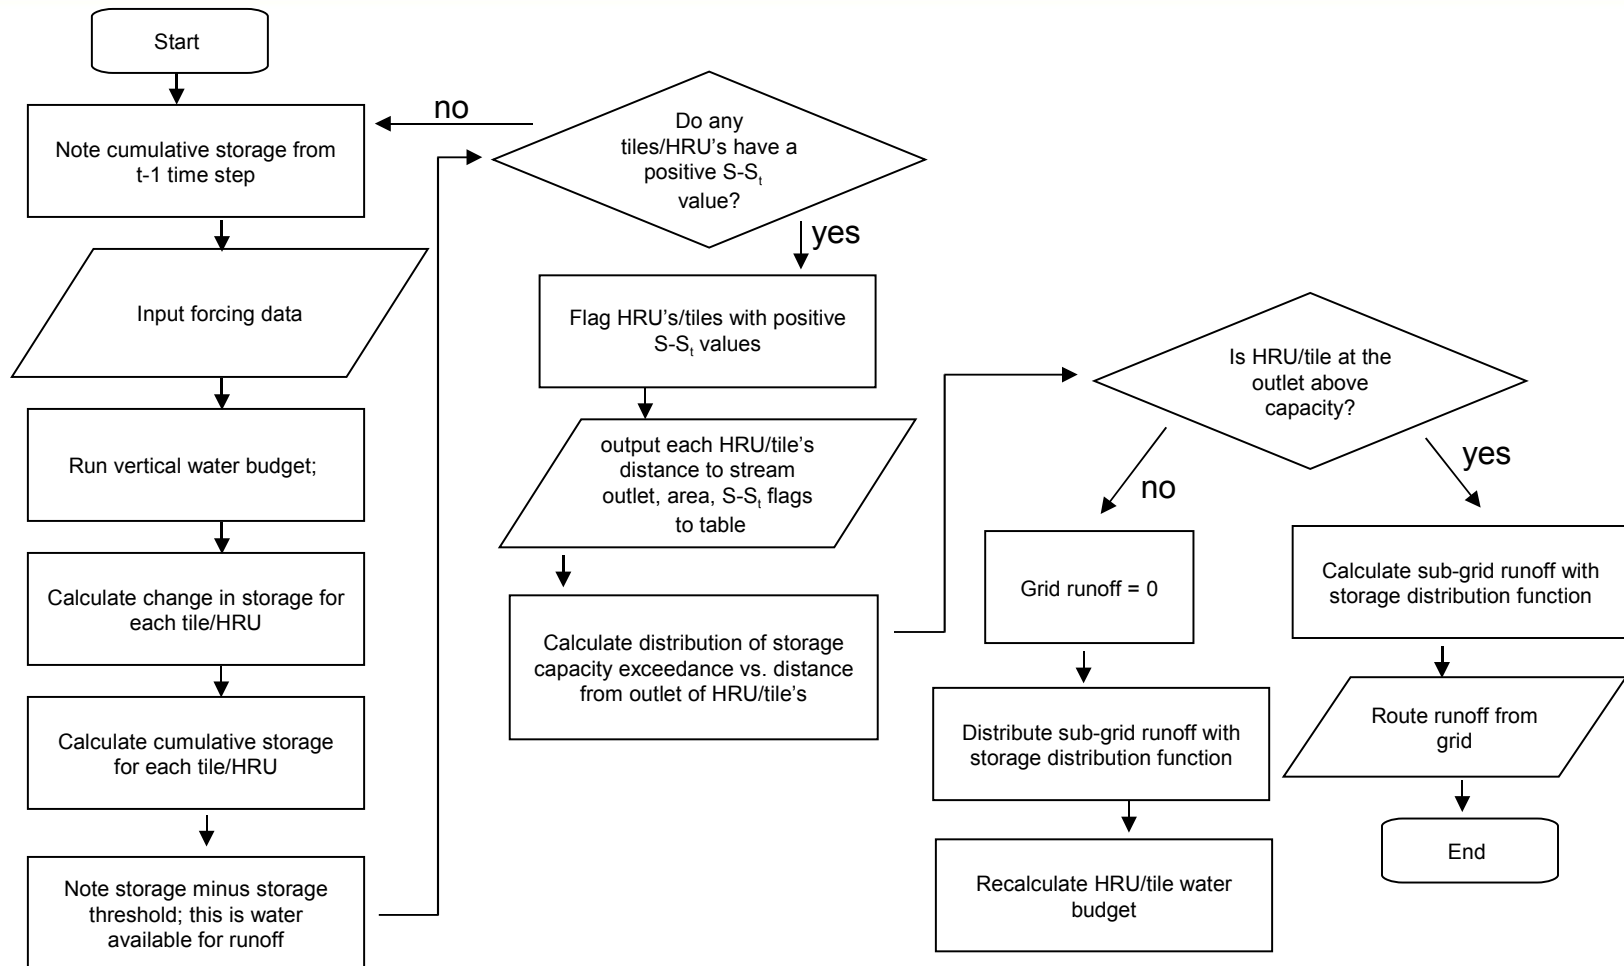 Start
Note cumulative storage from
t-1 time step
Input forcing data
Run vertical water budget;
Calculate change in storage for
each tile/HRU
Calculate cumulative storage
for each tile/HRU
Note storage minus storage
threshold; this is water
available for runoff
no
Do any
tiles/HRU's have a
positive S-St
value?
yes
Flag HRU's/tiles with positive
S-St values
output each HRU/tile's
distance to stream
outlet, area, S-St flags
to table
Calculate distribution of storage
capacity exceedance vs. distance
from outlet of HRU/tile's
Is HRU/tile at the
outlet above
capacity?
no
yes
Grid runoff = 0
Distribute sub-grid runoff with
storage distribution function
Recalculate HRU/tile water
budget
Calculate sub-grid runoff with
storage distribution function
Route runoff from
grid
End